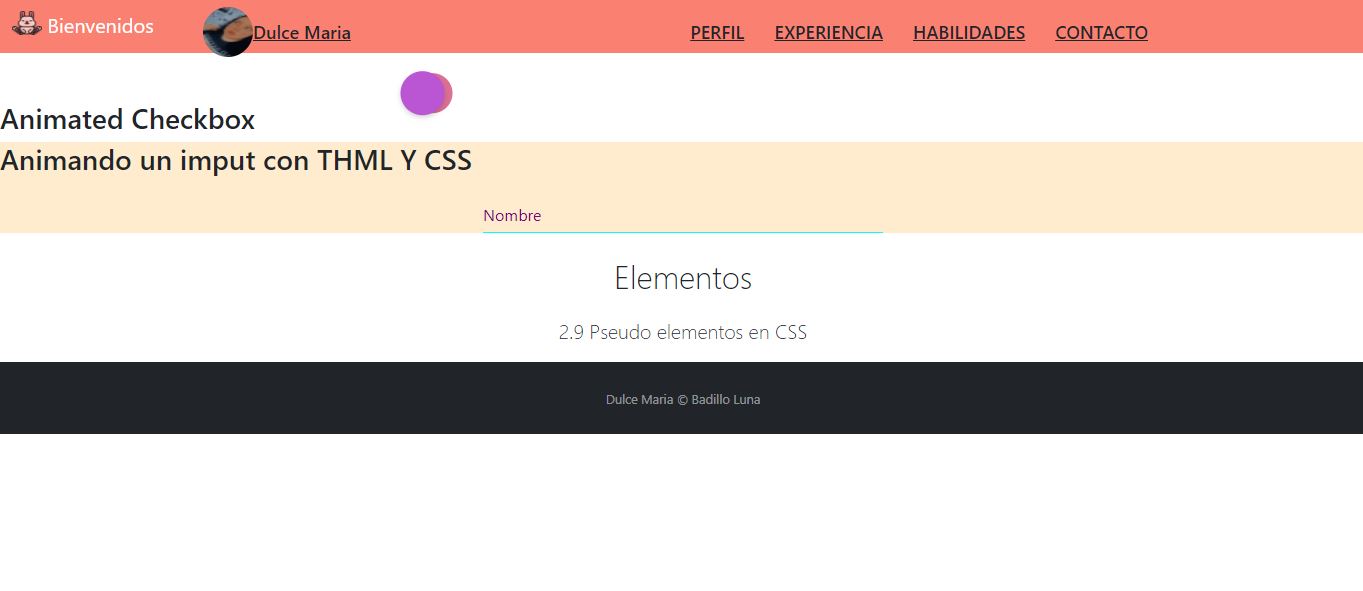 Bienvenidos
Dulce Maria
PERFIL EXPERIENCIA HABILIDADES CONTACTO
Animated Checkbox
Animando un imput con THML Y CSS
Nombre
Elementos
2.9 Pseudo elementos en CSS
Dulce Maria © Badillo Luna